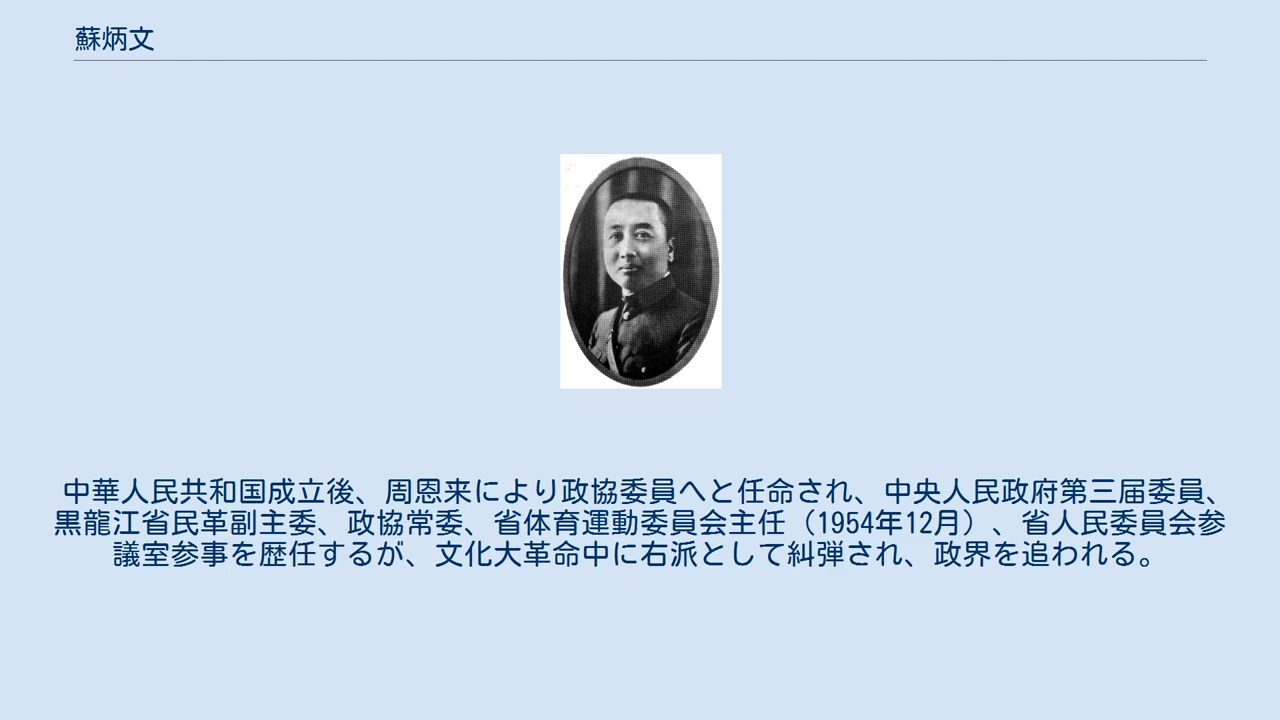 蘇炳文
中華人民共和国成立後、周恩来により政協委員へと任命され、中央人民政府第三届委員、
黒龍江省民革副主委、政協常委、省体育運動委員会主任（1954年12月）、省人民委員会参
議室参事を歴任するが、文化大革命中に右派として糾弾され、政界を追われる。